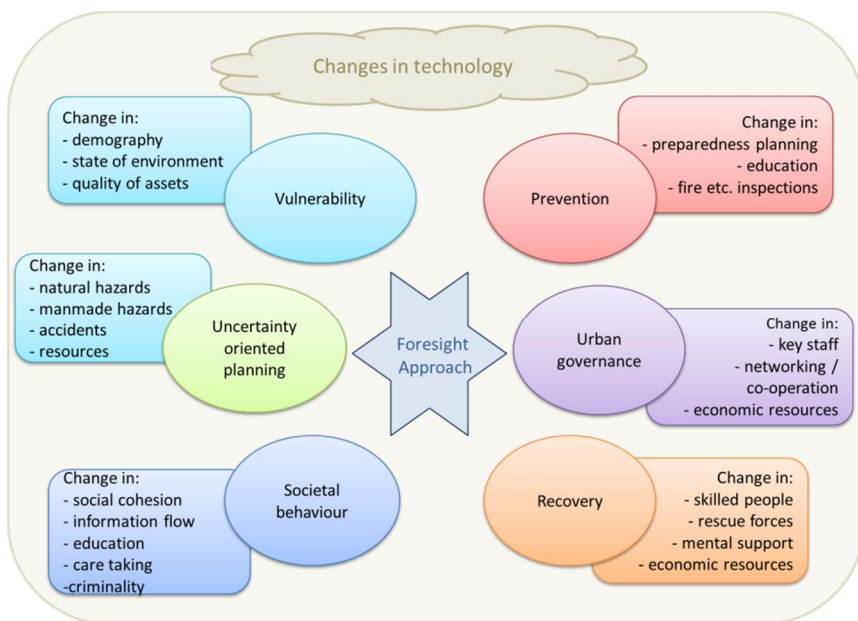 Changes in technology
Change in:
- demography
- state of environment
- quality of assets
Vulnerability
Change in:
- preparedness planning
- education
- fire etc. inspections
Prevention
Change in:
- natural hazards
- manmade hazards
- accidents
- resources
Uncertainty
oriented
planning
Foresight
Approach
Urban
governance
Change in:
- key staff
- networking /
co-operation
- economic resources
Change in:
- social cohesion
- information flow
- education
- care taking
-criminality
Societal
behaviour
Recovery
Change in:
- skilled people
- rescue forces
- mental support
- economic resources